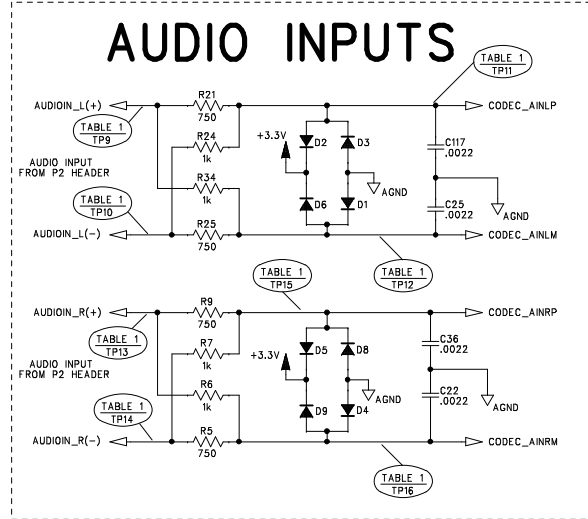 AUDIO INPUTS
TABLE 1
TP11
AUDIOIN_L(+)
R21
750
CODEC_AINLP
TABLE 1
TP9
R24
1k
+3.3V
D2
D3
C117
.0022
AUDIO INPUT
FROM P2 HEADER
R34
1k
AGND
TABLE 1
TP10
D6
D1
C25
.0022
AGND
AUDIOIN_L(-)
R25
750
CODEC_AINLM
TABLE 1
TP15
TABLE 1
TP12
AUDIOIN_R(+)
R9
750
CODEC_AINRP
TABLE 1
TP13
R7
1k
+3.3V
D5
D8
C36
.0022
AUDIO INPUT
FROM P2 HEADER
R6
1k
AGND
TABLE 1
TP14
D9
D4
C22
.0022
AGND
AUDIOIN_R(-)
R5
750
CODEC_AINRM
TABLE 1
TP16